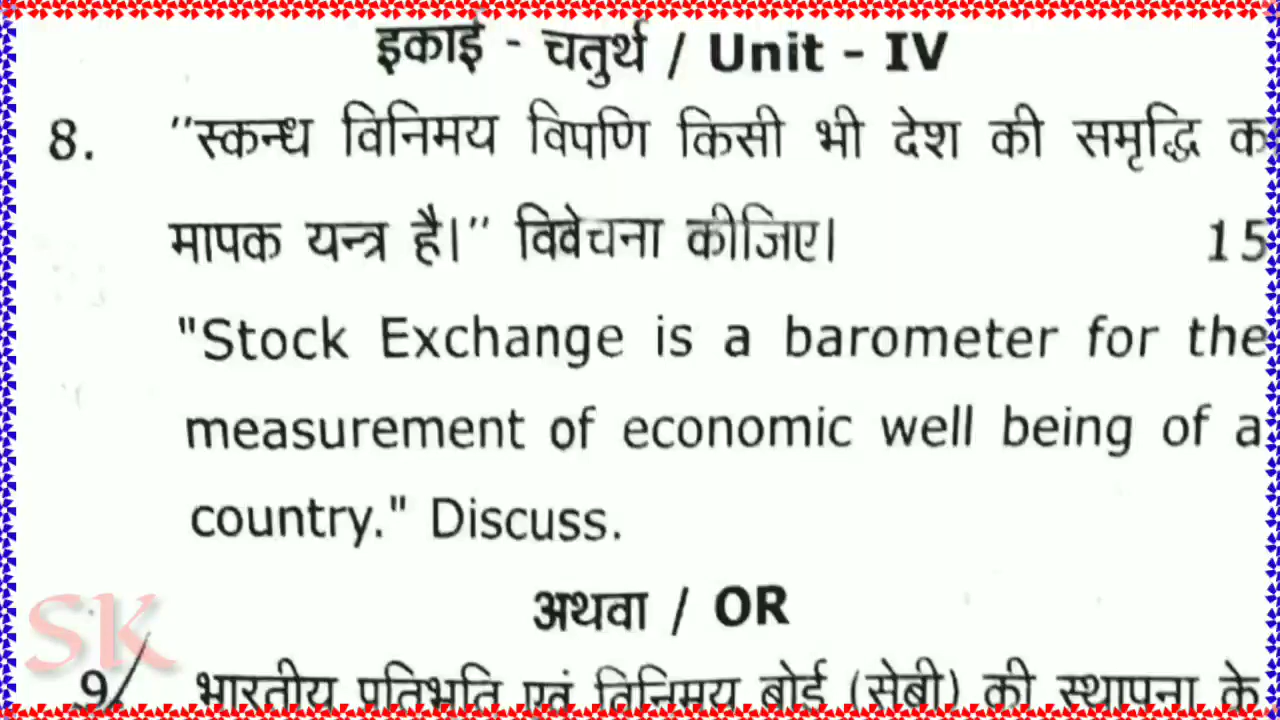 इकाई - चतुर्थ / Unit - IV
8. "स्कन्ध विनिमय विपणि किसी भी देश की समृद्धि क
मापक यन्त्र है।" विवेचना कीजिए। 15
"Stock Exchange is a barometer for the
measurement of economic well being of a
country." Discuss.
अथवा / OR
SK
9/ भारतीय प्रतिभूति एवं विनिमय बोर्ड (सेबी) की स्थापना के